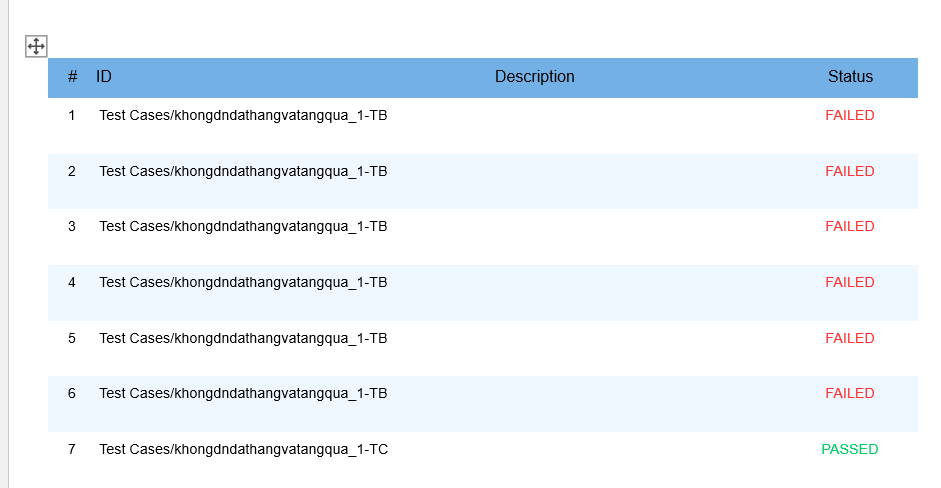 # ID Description Status
1 Test Cases/khongdndathangvatangqua_1-TB FAILED
2 Test Cases/khongdndathangvatangqua_1-TB FAILED
3 Test Cases/khongdndathangvatangqua_1-TB FAILED
4 Test Cases/khongdndathangvatangqua_1-TB FAILED
5 Test Cases/khongdndathangvatangqua_1-TB FAILED
6 Test Cases/khongdndathangvatangqua_1-TB FAILED
7 Test Cases/khongdndathangvatangqua_1-TC PASSED